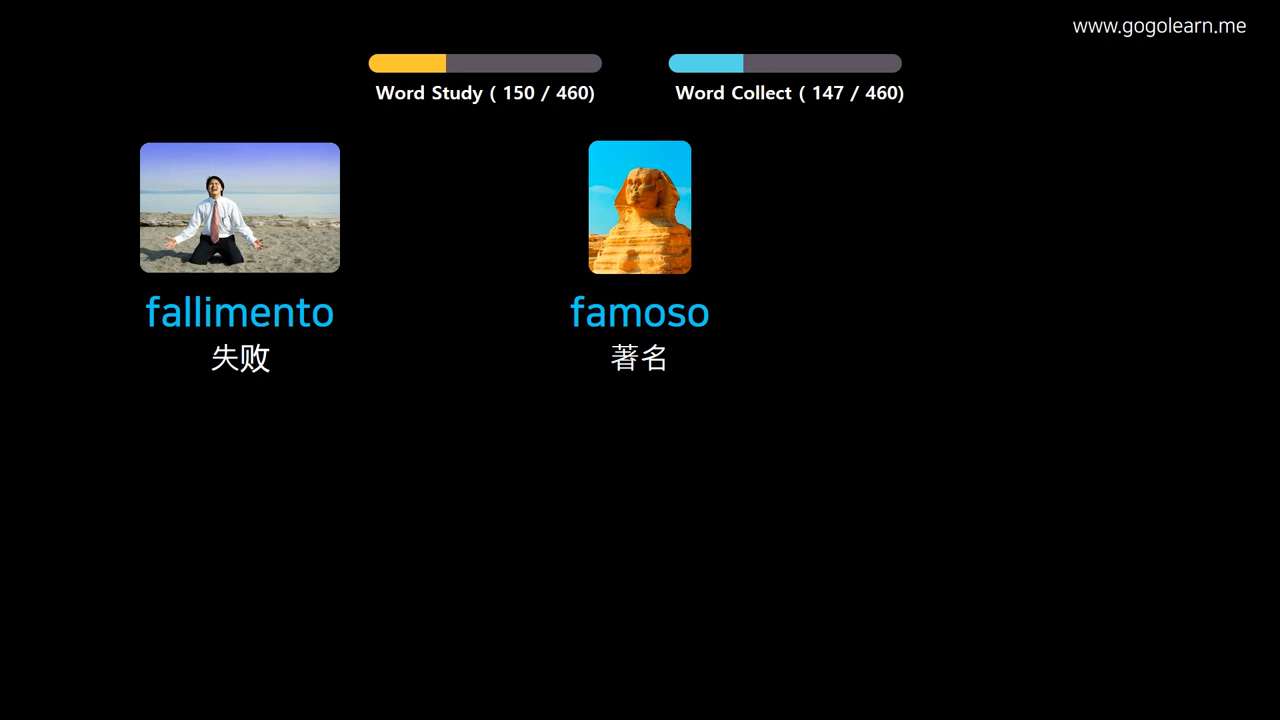 www.gogolearn.me
Word Study ( 150 / 460)
Word Collect ( 147 / 460)
fallimento
失败
famoso
著名